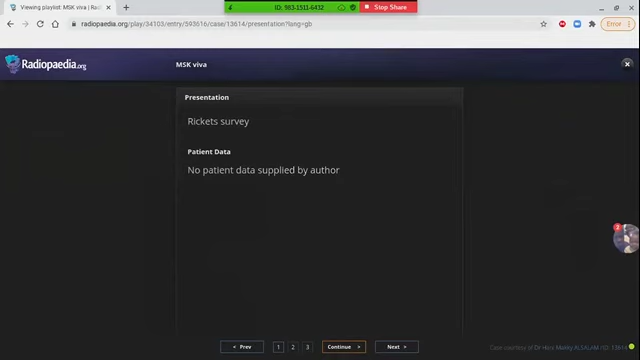 Viewing playlist: MSK viva | Rad
ID: 983-1511-6432
Stop Share
radiopaedia.org/play/34103/entry/593616/case/13614/presentation?lang=gb
Error
Radiopaedia.org
MSK viva
Presentation
Rickets survey
Patient Data
No patient data supplied by author
2
< Prev
1 2 3
Continue >
Next >